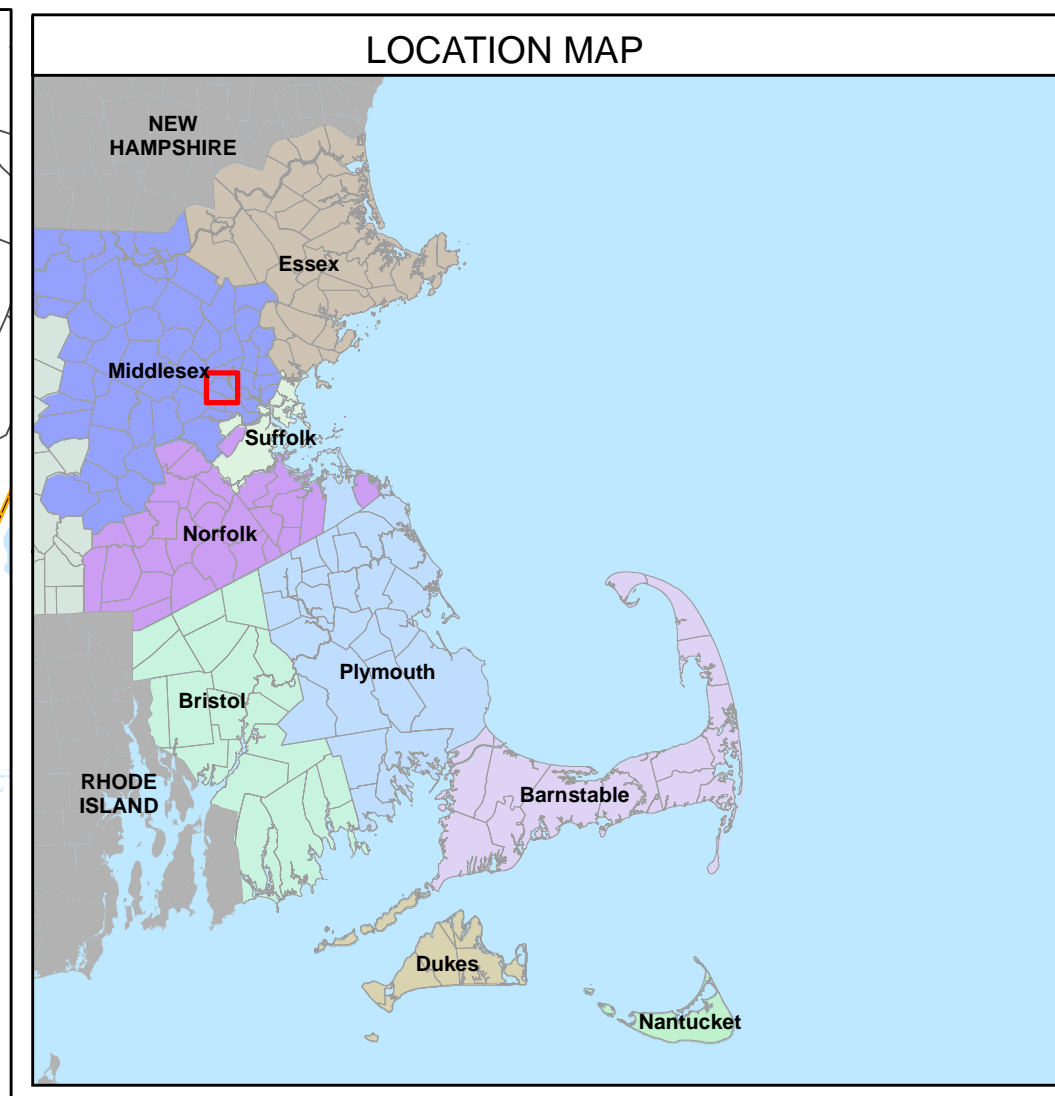 LOCATION MAP
NEW
HAMPSHIRE
Essex
Middlesex
Suffolk
Norfolk
Plymouth
Bristol
RHODE
ISLAND
Barnstable
Dukes
Nantucket